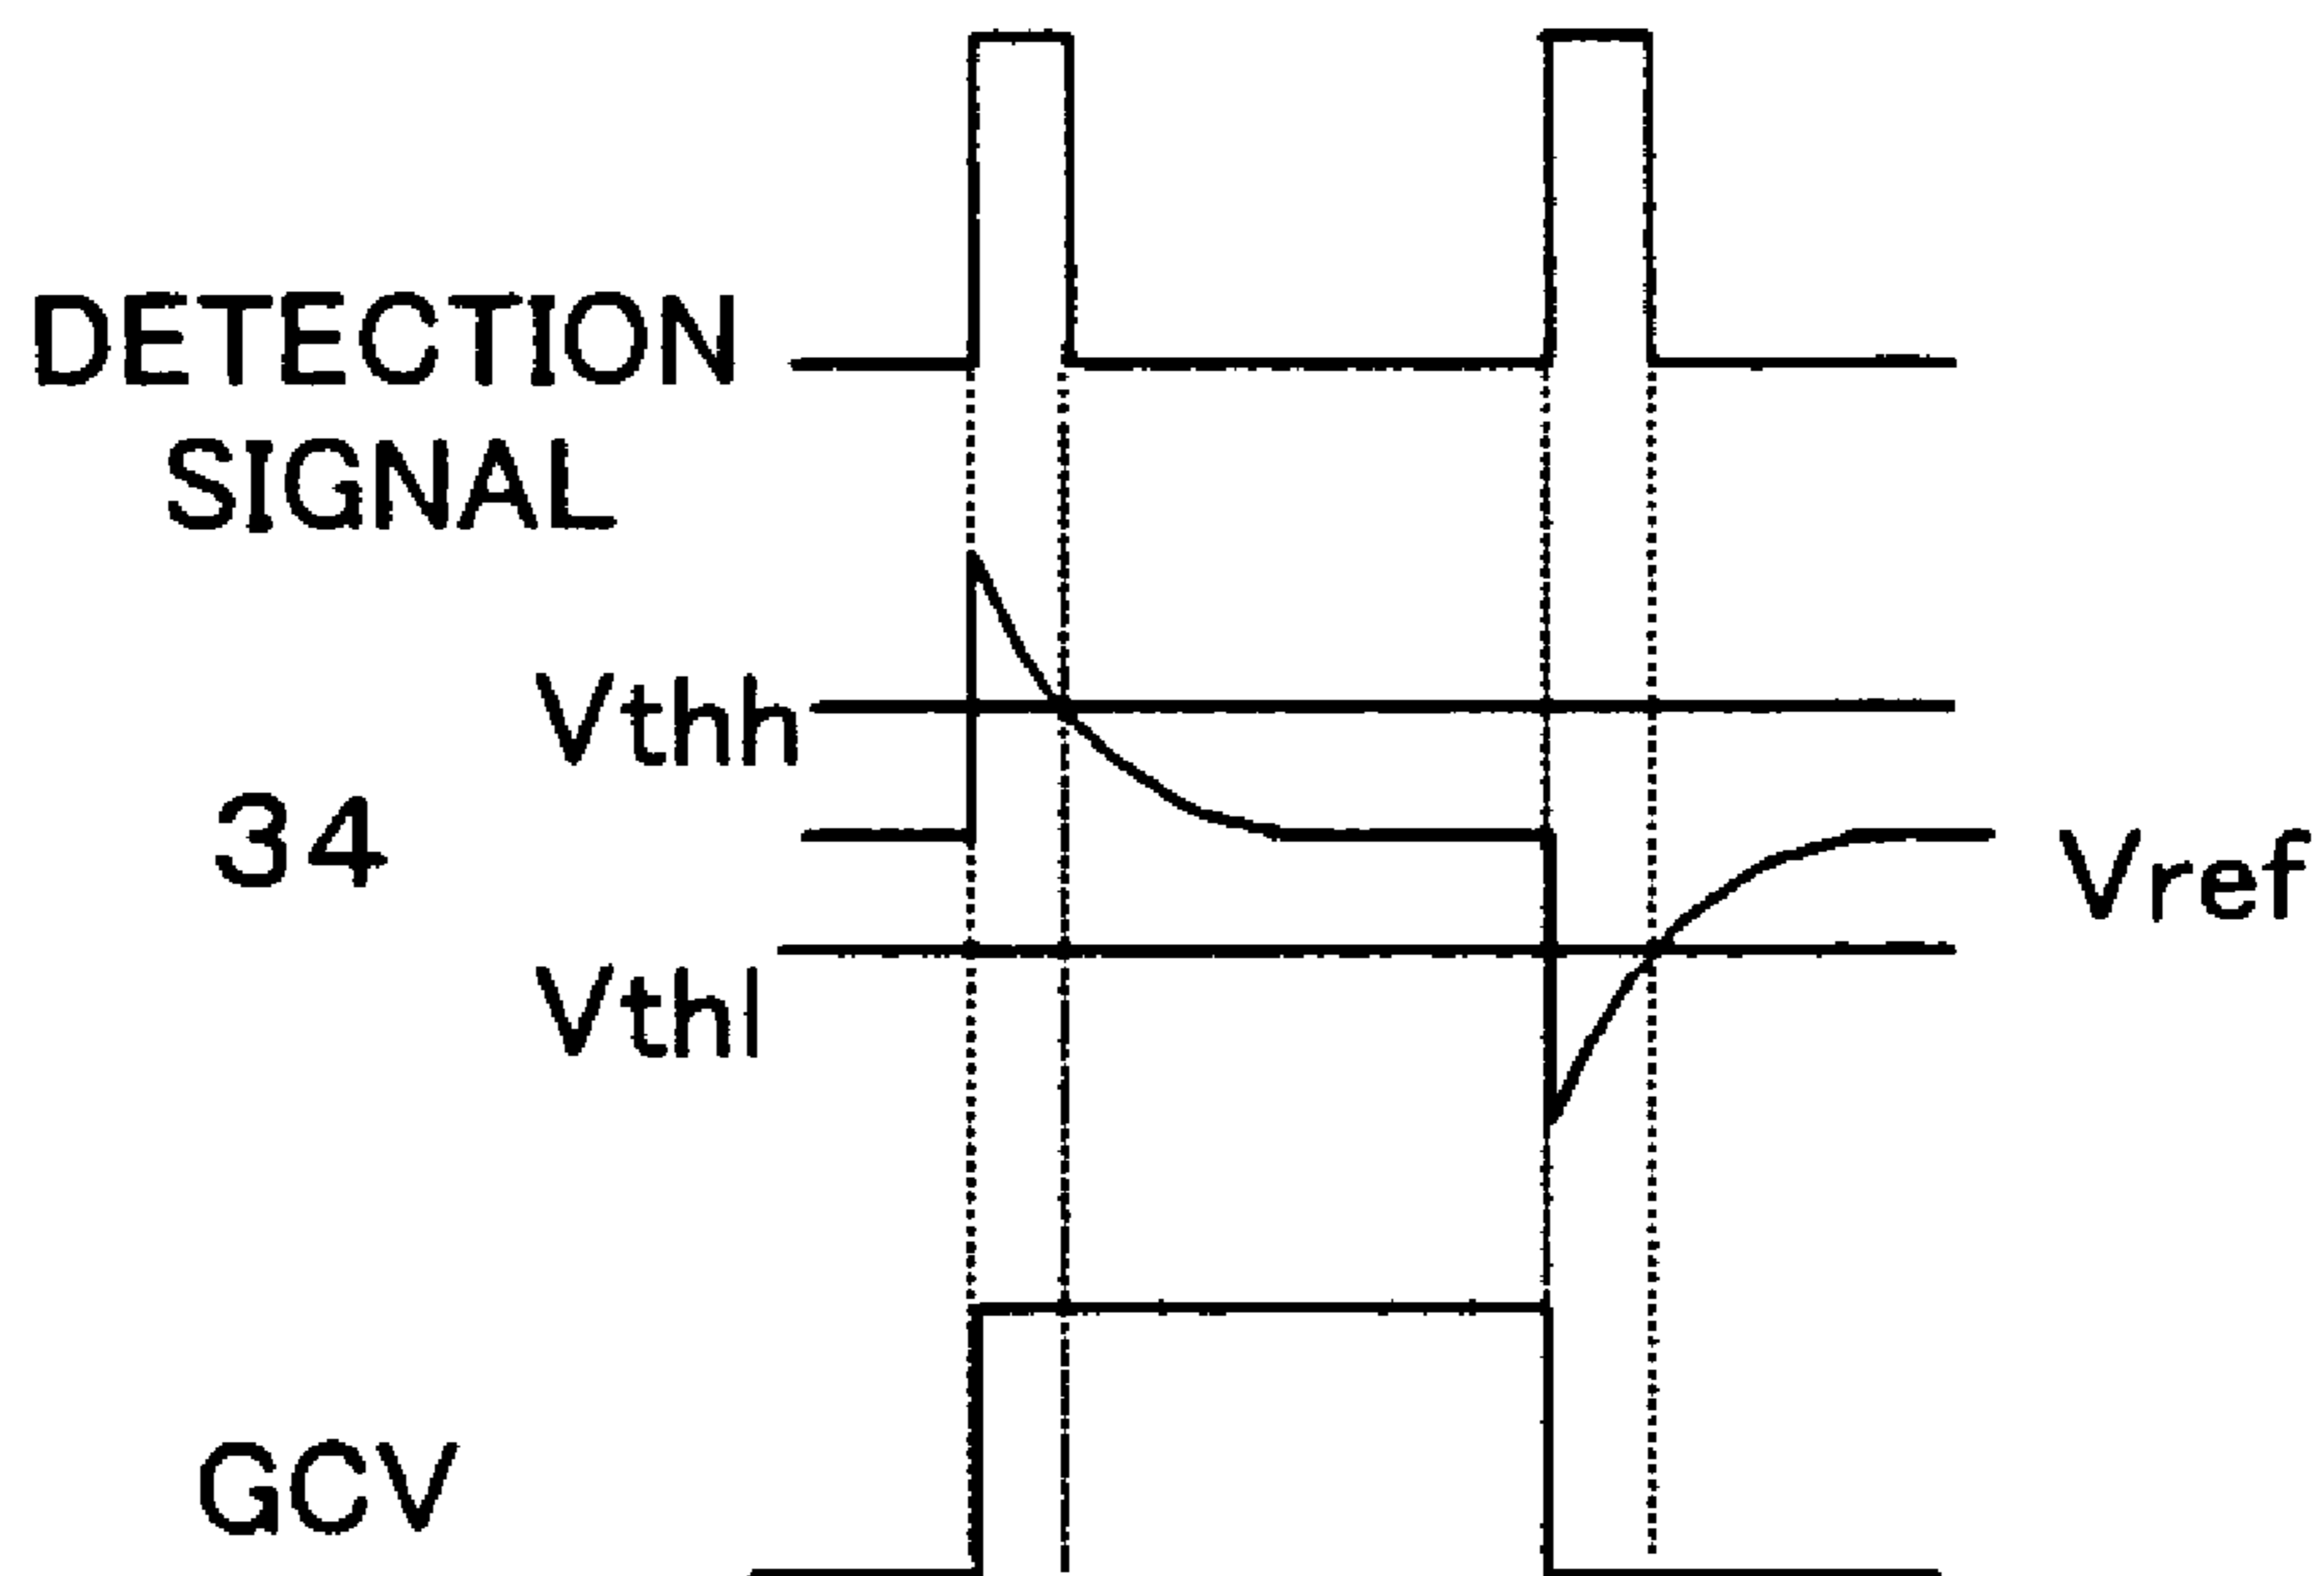 DETECTION
SIGNAL
Vthh
34
Vref
Vthl
GCV